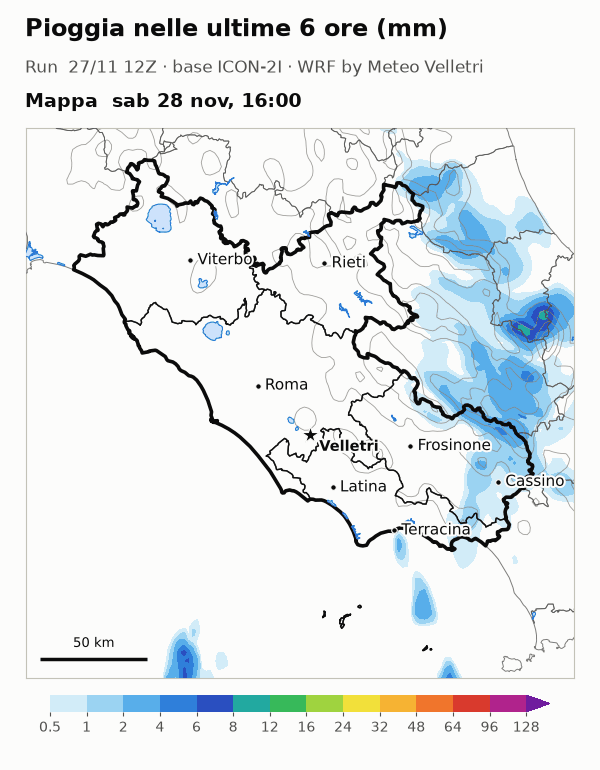 Pioggia nelle ultime 6 ore (mm)
Run 27/11 12Z · base ICON-2I · WRF by Meteo Velletri
Mappa sab 28 nov, 16:00
Viterbo
Rieti
Roma
Velletri
Frosinone
Latina
Cassino
Terracina
50 km
0.5 1 2 4 6 8 12 16 24 32 48 64 96 128